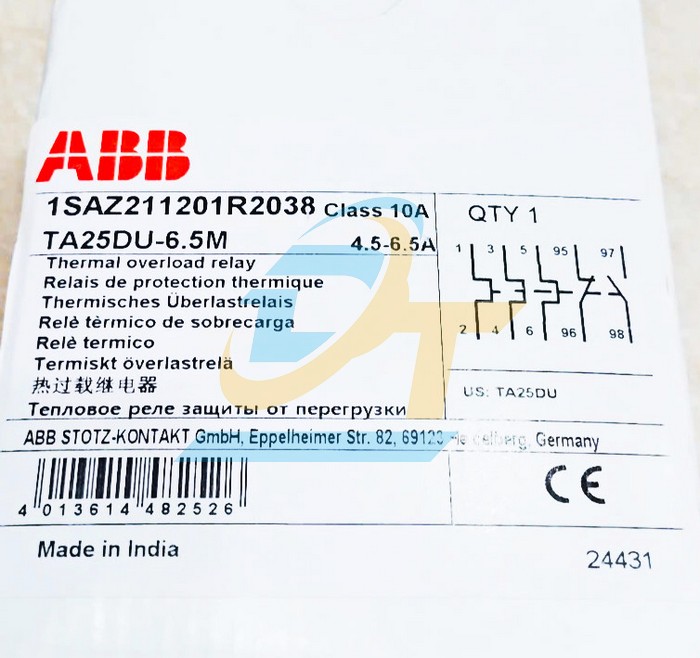 ABB
1SAZ211201R2038 Class 10A
TA25DU-6.5M 4.5-6.5A
Thermal overload relay
Relais de protection thermique
Thermisches Überlastrelais
Relè tèrmico de sobrecarga
Relè termico
Termiskt överlastrelä
热过载继电器
Тепловое реле защиты от перегрузки
QTY 1
1 3 5 95 97
2 4 6 96 98
US: TA25DU
ABB STOTZ-KONTAKT GmbH, Eppelheimer Str. 82, 69123 Heidelberg, Germany
4 013614 482526
CE
Made in India
24431